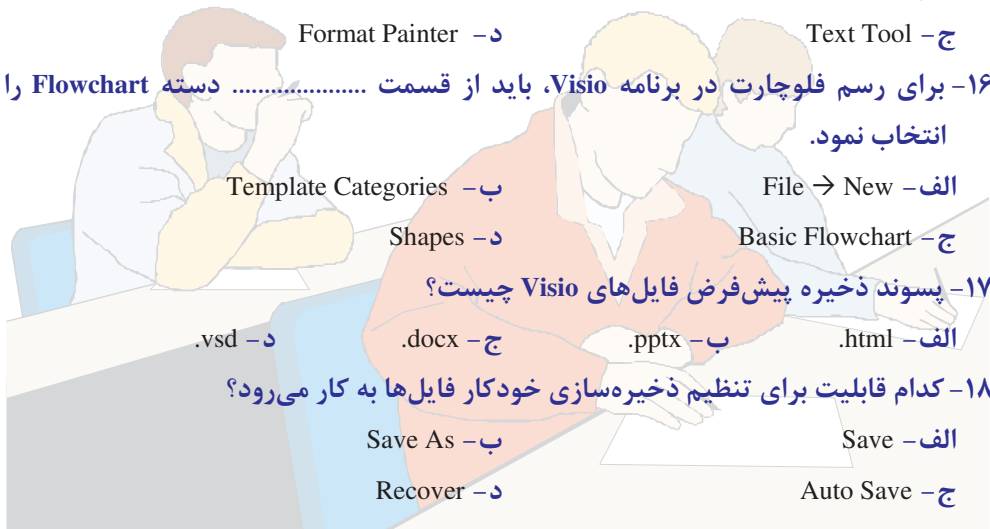 ج- Text Tool د- Format Painter
۱۶- برای رسم فلوچارت در برنامه Visio، باید از قسمت ..................... دسته Flowchart را
انتخاب نمود.
الف- File → New ب- Template Categories
ج- Basic Flowchart د- Shapes
۱۷- پسوند ذخیره پیش‌فرض فایل‌های Visio چیست؟
الف- .html ب- .pptx ج- .docx د- .vsd
۱۸- کدام قابلیت برای تنظیم ذخیره‌سازی خودکار فایل‌ها به کار می‌رود؟
الف- Save ب- Save As
ج- Auto Save د- Recover